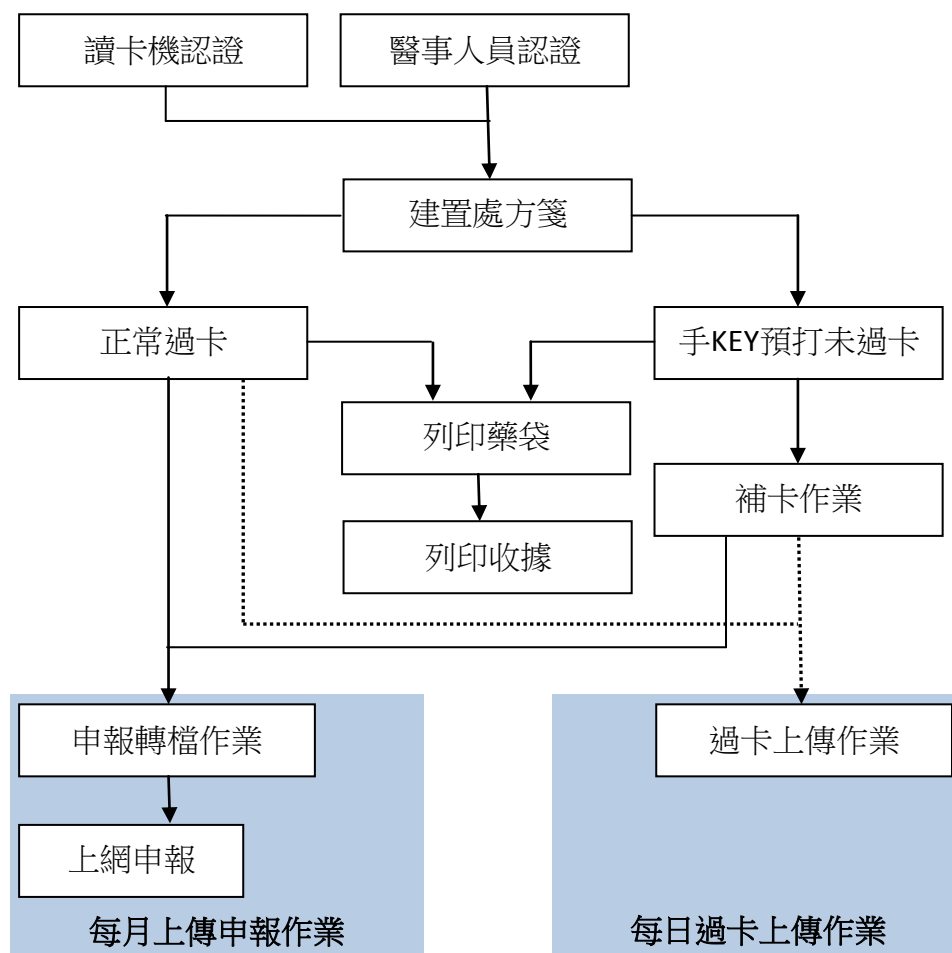 讀卡機認證
醫事人員認證
建置處方箋
正常過卡
手KEY預打未過卡
列印藥袋
補卡作業
列印收據
申報轉檔作業
過卡上傳作業
上網申報
每月上傳申報作業
每日過卡上傳作業